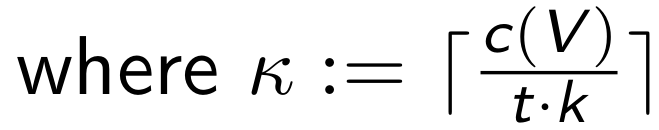 where κ := ⌈c(V)/t·k⌉